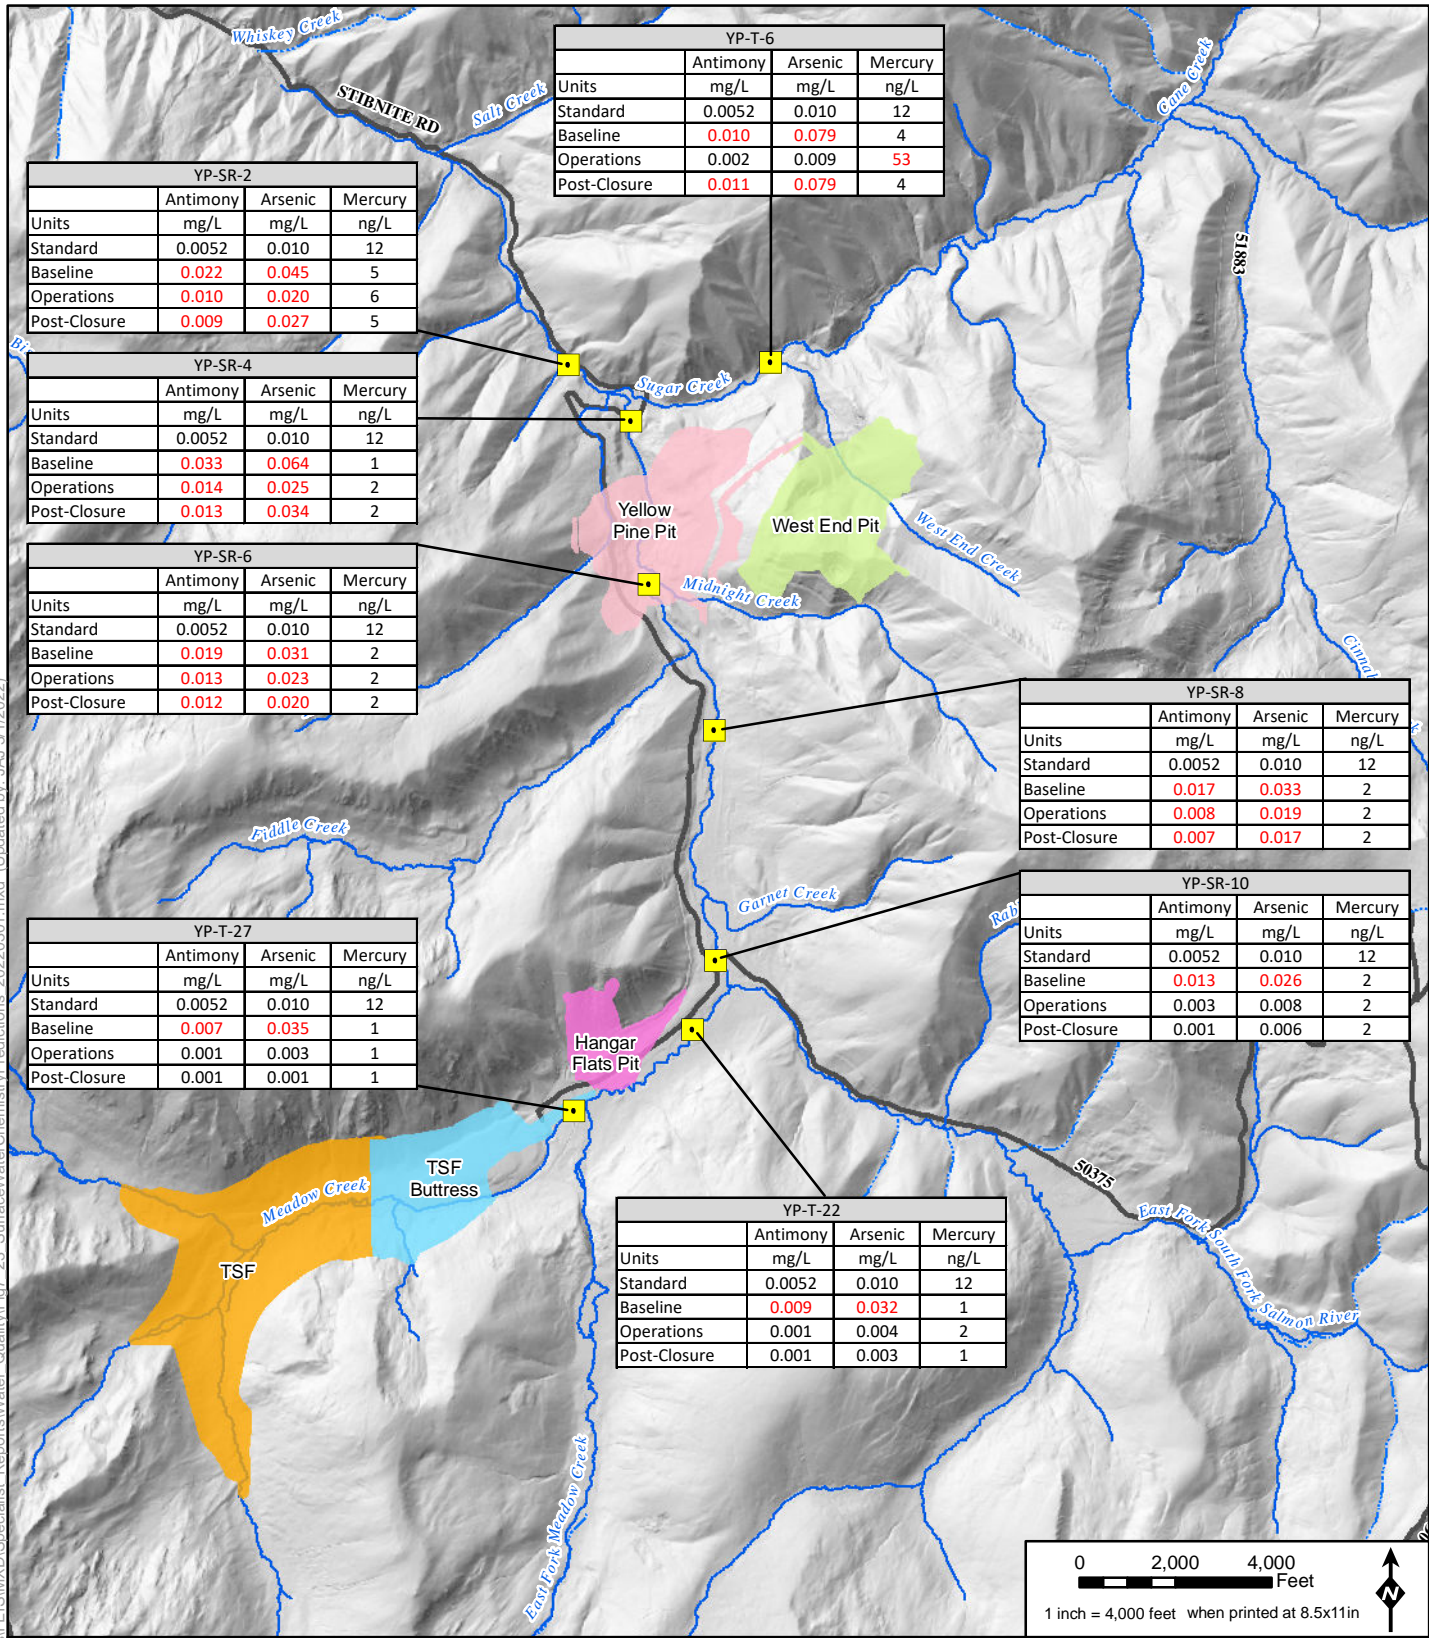 Whiskey Creek
STIBNITE RD
Salt Creek
Cane Creek
YP-T-6
Antimony Arsenic Mercury
Units mg/L mg/L ng/L
Standard 0.0052 0.010 12
Baseline 0.010 0.079 4
Operations 0.002 0.009 53
Post-Closure 0.011 0.079 4
YP-SR-2
Antimony Arsenic Mercury
Units mg/L mg/L ng/L
Standard 0.0052 0.010 12
Baseline 0.022 0.045 5
Operations 0.010 0.020 6
Post-Closure 0.009 0.027 5
51883
Bi
YP-SR-4
Antimony Arsenic Mercury
Units mg/L mg/L ng/L
Standard 0.0052 0.010 12
Baseline 0.033 0.064 1
Operations 0.014 0.025 2
Post-Closure 0.013 0.034 2
Sugar Creek
Yellow
Pine Pit
West End Pit
West End Creek
Midnight Creek
YP-SR-6
Antimony Arsenic Mercury
Units mg/L mg/L ng/L
Standard 0.0052 0.010 12
Baseline 0.019 0.031 2
Operations 0.013 0.023 2
Post-Closure 0.012 0.020 2
Cinnab
YP-SR-8
Antimony Arsenic Mercury
Units mg/L mg/L ng/L
Standard 0.0052 0.010 12
Baseline 0.017 0.033 2
Operations 0.008 0.019 2
Post-Closure 0.007 0.017 2
k
Fiddle Creek
Garnet Creek
Rab
YP-SR-10
Antimony Arsenic Mercury
Units mg/L mg/L ng/L
Standard 0.0052 0.010 12
Baseline 0.013 0.026 2
Operations 0.003 0.008 2
Post-Closure 0.001 0.006 2
YP-T-27
Antimony Arsenic Mercury
Units mg/L mg/L ng/L
Standard 0.0052 0.010 12
Baseline 0.007 0.035 1
Operations 0.001 0.003 1
Post-Closure 0.001 0.001 1
Hangar
Flats Pit
TSF
Buttress
Meadow Creek
TSF
50375
East Fork South Fork Salmon River
YP-T-22
Antimony Arsenic Mercury
Units mg/L mg/L ng/L
Standard 0.0052 0.010 12
Baseline 0.009 0.032 1
Operations 0.001 0.004 2
Post-Closure 0.001 0.003 1
East Fork Meadow Creek
0 2,000 4,000
Feet
1 inch = 4,000 feet when printed at 8.5x11in
N